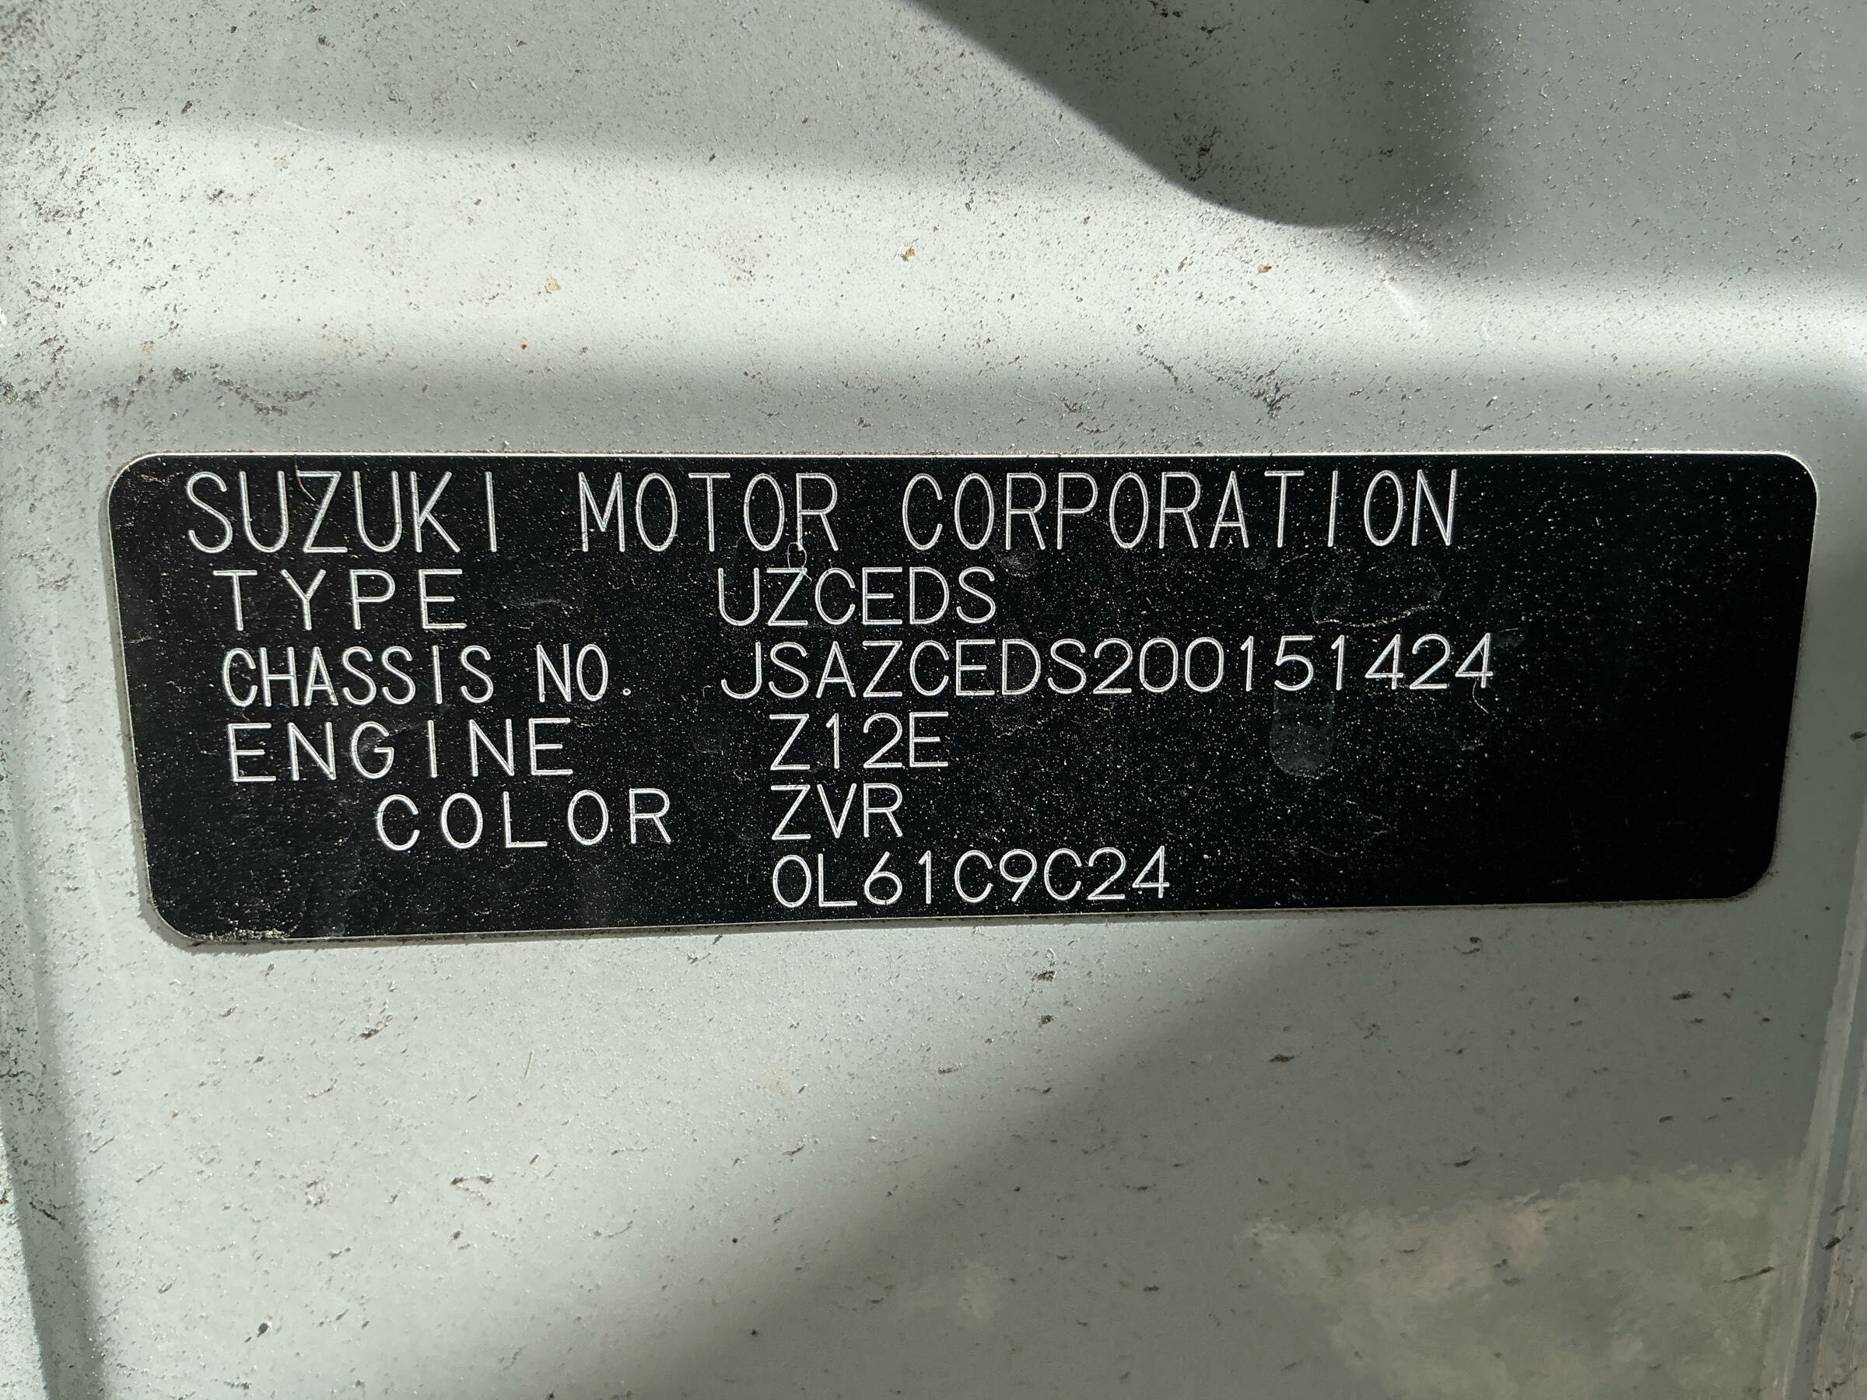 SUZUKI MOTOR CORPORATION
TYPE UZCEDS
CHASSIS NO. JSAZCEDS200151424
ENGINE Z12E
COLOR ZVR
0L61C9C24